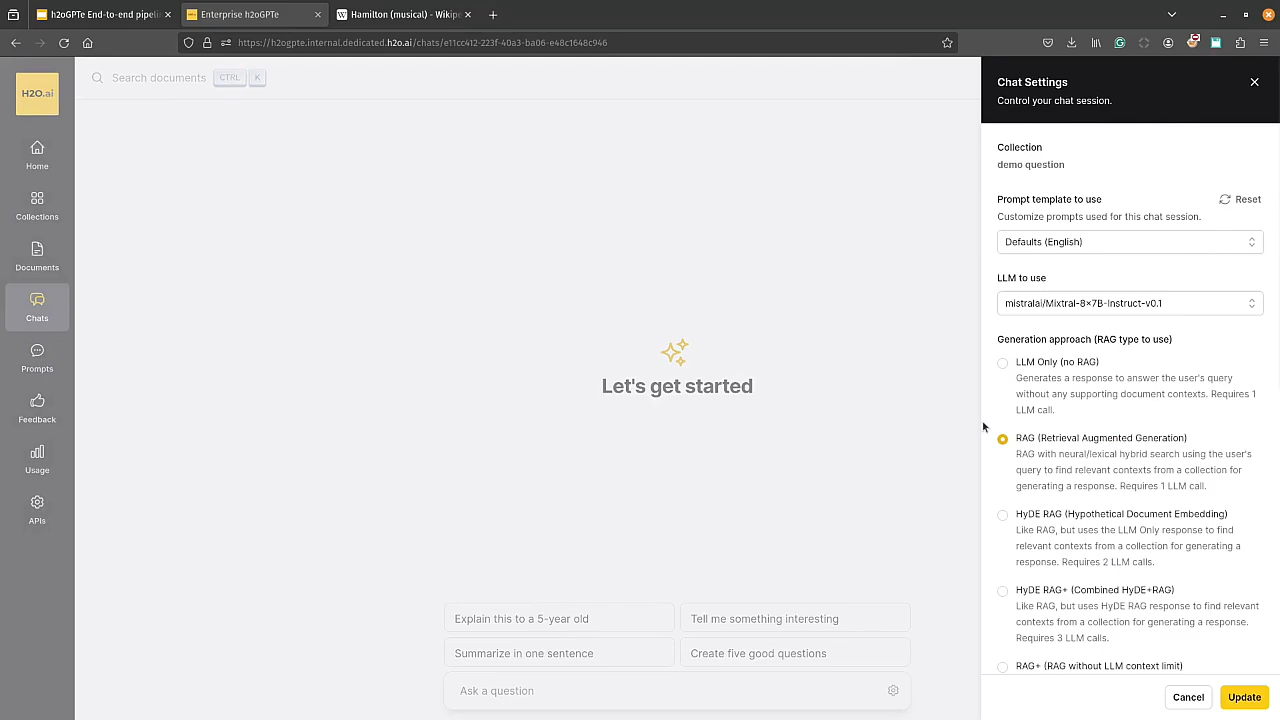 h2oGPTe End-to-end pipelin
Enterprise h2oGPTe
Hamilton (musical) - Wikipe
https://h2ogpte.internal.dedicated.h2o.ai/chats/e11cc412-223f-40a3-ba06-e48c1648c946
H2O.ai
Home
Collections
Documents
Chats
Prompts
Feedback
Usage
APIs
Search documents CTRL K
Let's get started
Explain this to a 5-year old
Tell me something interesting
Summarize in one sentence
Create five good questions
Ask a question
Chat Settings
Control your chat session.
Collection
demo question
Prompt template to use
Reset
Customize prompts used for this chat session.
Defaults (English)
LLM to use
mistralai/Mixtral-8x7B-Instruct-v0.1
Generation approach (RAG type to use)
LLM Only (no RAG)
Generates a response to answer the user's query
without any supporting document contexts. Requires 1
LLM call.
RAG (Retrieval Augmented Generation)
RAG with neural/lexical hybrid search using the user's
query to find relevant contexts from a collection for
generating a response. Requires 1 LLM call.
HyDE RAG (Hypothetical Document Embedding)
Like RAG, but uses the LLM Only response to find
relevant contexts from a collection for generating a
response. Requires 2 LLM calls.
HyDE RAG+ (Combined HyDE+RAG)
Like RAG, but uses HyDE RAG response to find relevant
contexts from a collection for generating a response.
Requires 3 LLM calls.
RAG+ (RAG without LLM context limit)
Cancel
Update